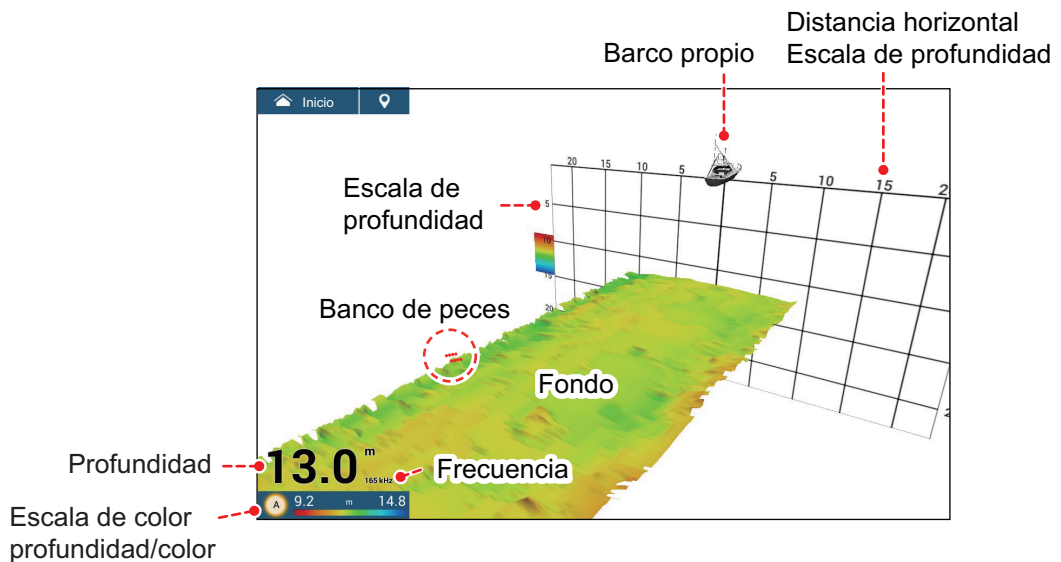 Distancia horizontal
Escala de profundidad
Barco propio
Inicio
20 15 10 5 5 10 15 2
Escala de
profundidad
5
10
15
20
Banco de peces
Fondo
2
Profundidad
13.0 m
165 kHz
Frecuencia
A 9.2 m 14.8
Escala de color
profundidad/color